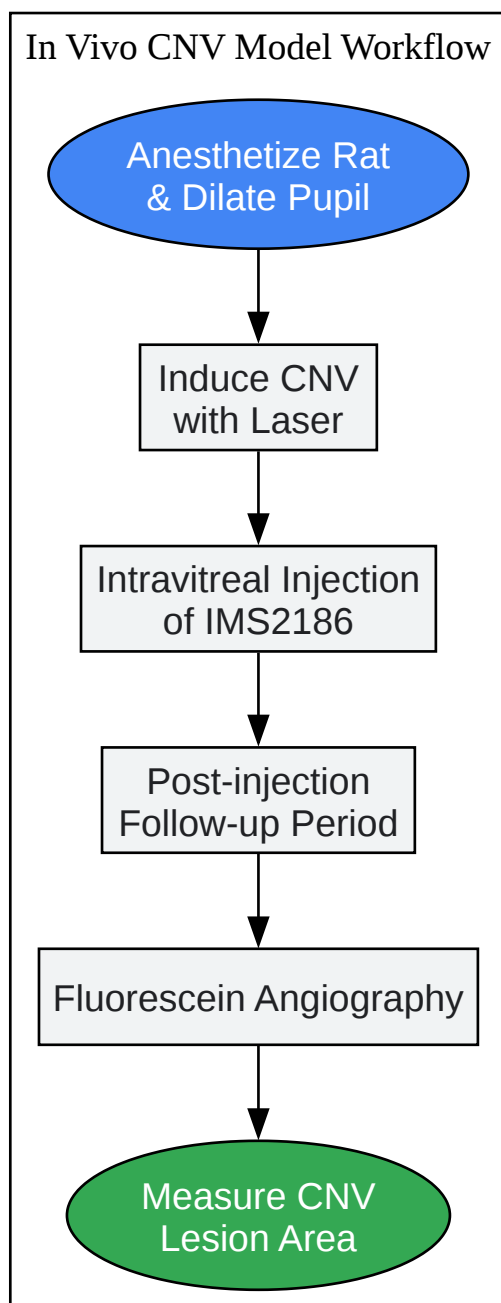 In Vivo CNV Model Workflow
Anesthetize Rat
& Dilate Pupil
Induce CNV
with Laser
Intravitreal Injection
of IMS2186
Post-injection
Follow-up Period
Fluorescein Angiography
Measure CNV
Lesion Area